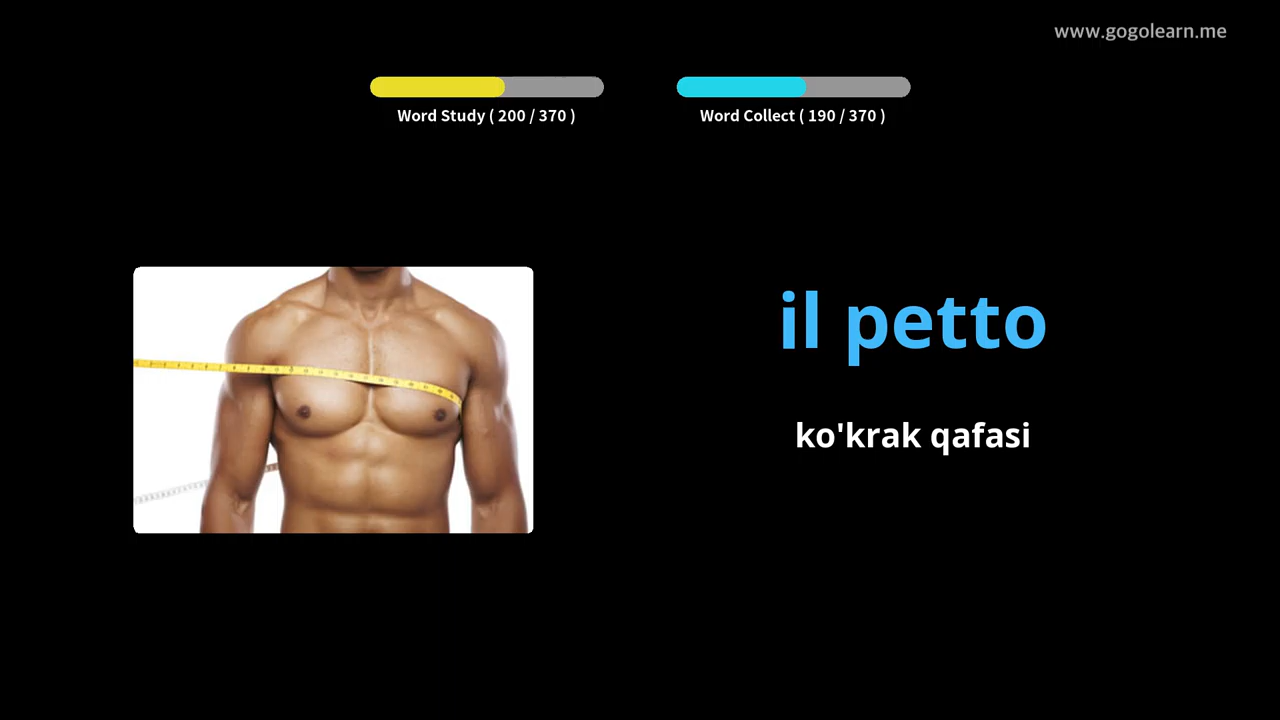 www.gogolearn.me
Word Study ( 200 / 370 )
Word Collect ( 190 / 370 )
il petto
ko'krak qafasi